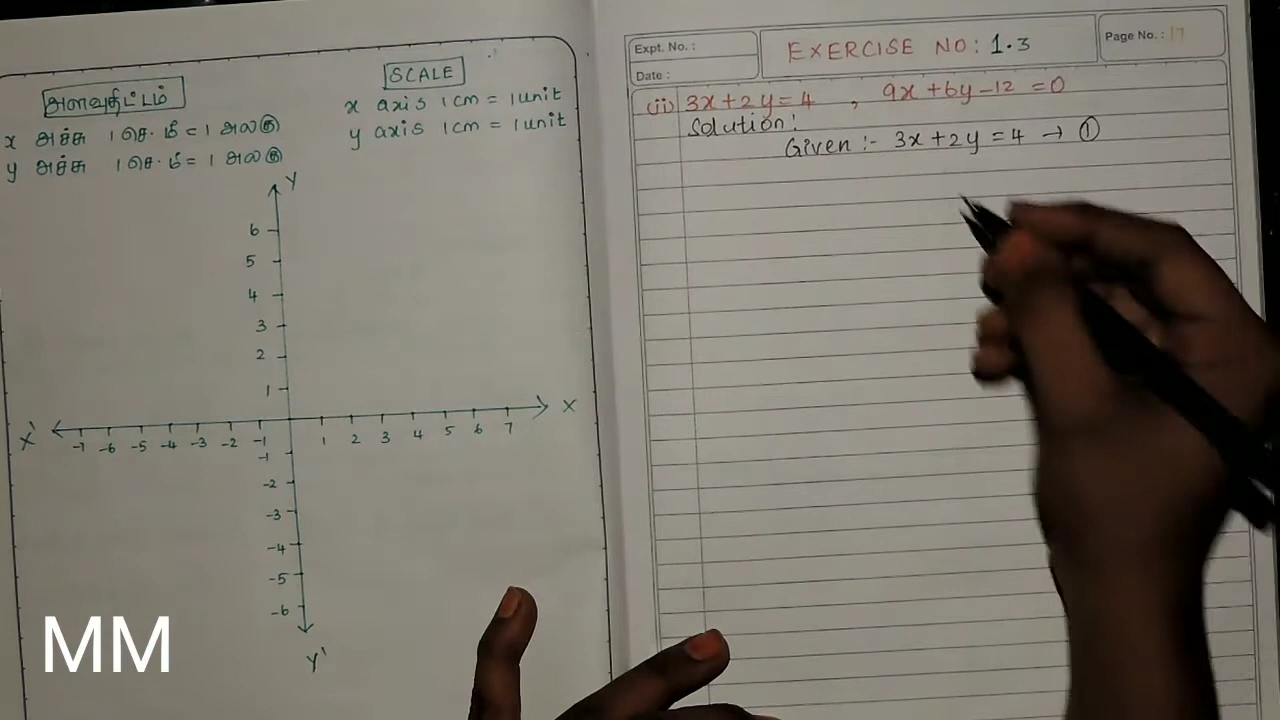 அளவுதிட்டம்
x அச்சு 1 செ.மீ = 1 அலகு
y அச்சு 1 செ.மீ = 1 அலகு
SCALE
x axis 1cm = 1unit
y axis 1cm = 1unit
Y
6
5
4
3
2
1
X' -7 -6 -5 -4 -3 -2 -1 1 2 3 4 5 6 7 X
-1
-2
-3
-4
-5
-6
Y'
MM
Expt. No. :
Date :
EXERCISE NO: 1.3
Page No. : 17
(ii) 3x+2y=4 , 9x+6y-12=0
Solution:
Given :- 3x+2y=4 → ①